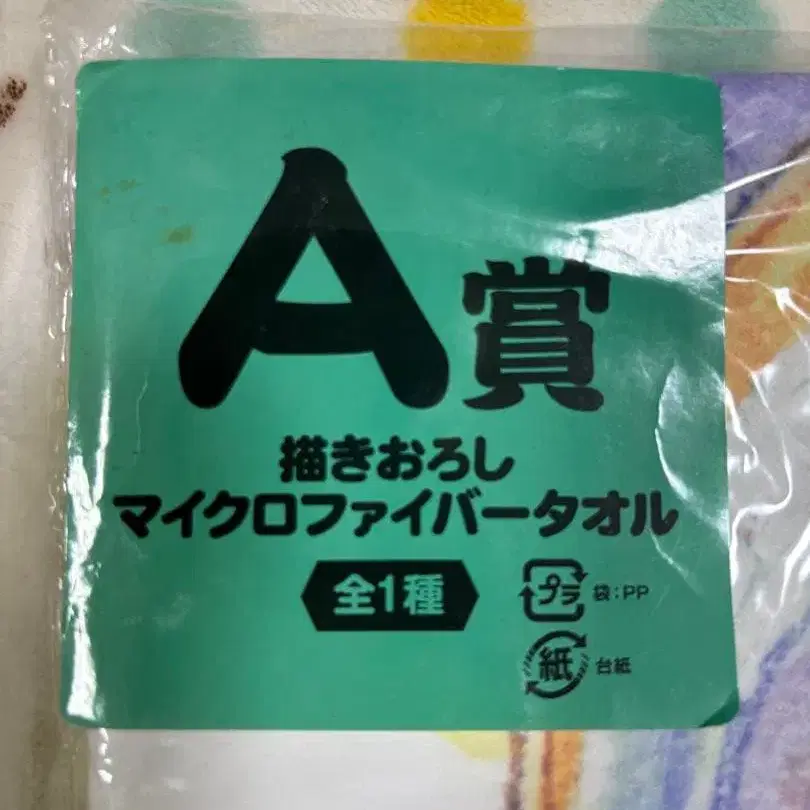 A賞
描きおろし
マイクロファイバータオル
全1種
プラ 袋:PP
紙 台紙